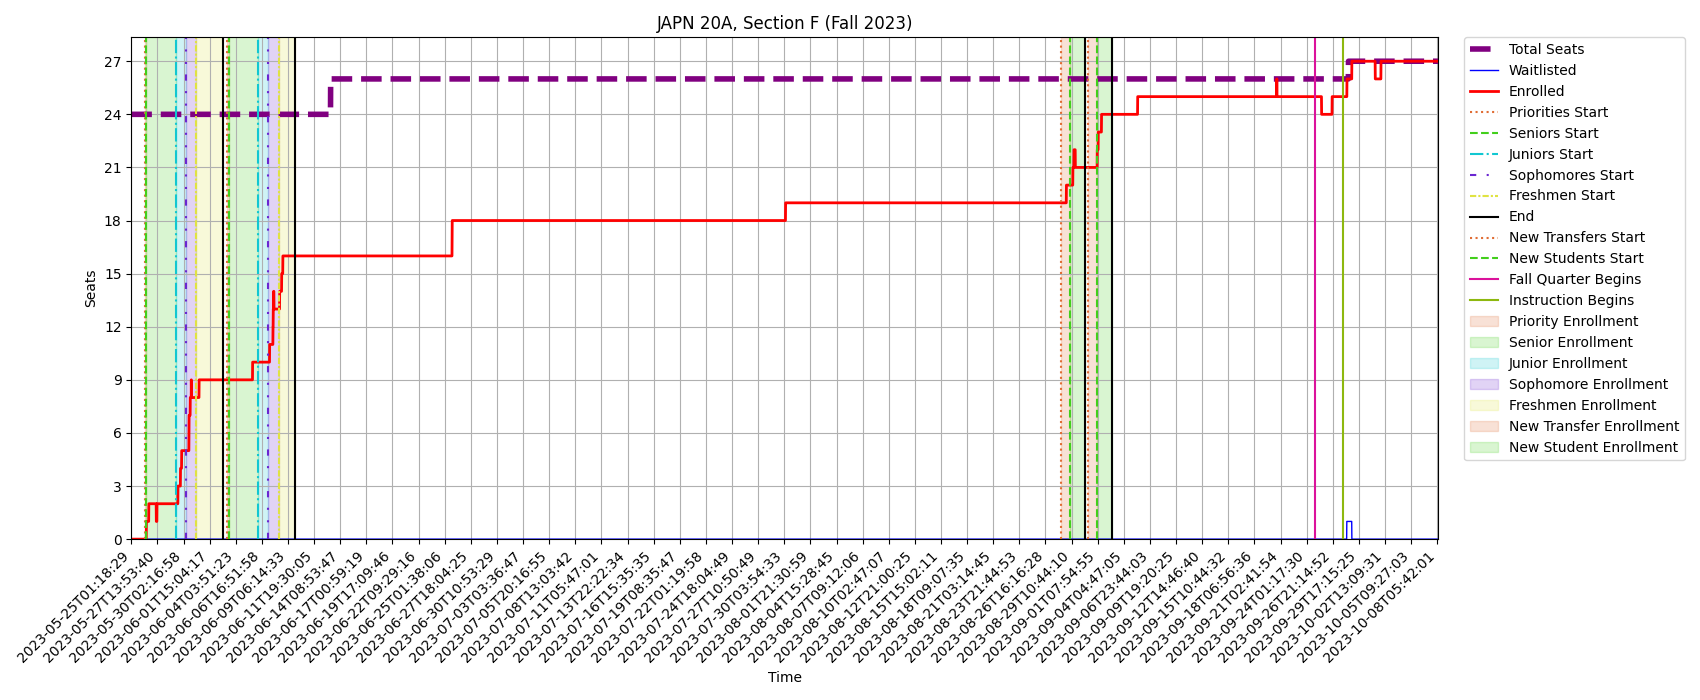 JAPN 20A, Section F (Fall 2023)
Seats
27
24
21
18
15
12
9
6
3
0
2023-05-25T01:18:29
2023-05-27T13:53:40
2023-05-30T02:16:58
2023-06-01T15:04:17
2023-06-04T03:51:23
2023-06-06T16:51:58
2023-06-09T06:14:33
2023-06-11T19:30:05
2023-06-14T08:53:47
2023-06-17T00:59:19
2023-06-19T17:09:46
2023-06-22T09:29:16
2023-06-25T01:38:06
2023-06-27T18:04:25
2023-06-30T10:53:29
2023-07-03T03:36:47
2023-07-05T20:16:55
2023-07-08T13:03:42
2023-07-11T05:47:01
2023-07-13T22:22:34
2023-07-16T15:35:35
2023-07-19T08:35:47
2023-07-22T01:19:58
2023-07-24T18:04:49
2023-07-27T10:50:49
2023-07-30T03:54:33
2023-08-01T21:30:59
2023-08-04T15:28:45
2023-08-07T09:12:06
2023-08-10T02:47:07
2023-08-12T21:00:25
2023-08-15T15:02:11
2023-08-18T09:07:35
2023-08-21T03:14:45
2023-08-23T21:44:53
2023-08-26T16:16:28
2023-08-29T10:44:10
2023-09-01T07:54:55
2023-09-04T04:47:05
2023-09-06T23:44:03
2023-09-09T19:20:25
2023-09-12T14:46:40
2023-09-15T10:44:32
2023-09-18T06:56:36
2023-09-21T02:41:54
2023-09-24T01:17:30
2023-09-26T21:14:52
2023-09-29T17:15:25
2023-10-02T13:09:31
2023-10-05T09:27:03
2023-10-08T05:42:01
Time
Total Seats
Waitlisted
Enrolled
Priorities Start
Seniors Start
Juniors Start
Sophomores Start
Freshmen Start
End
New Transfers Start
New Students Start
Fall Quarter Begins
Instruction Begins
Priority Enrollment
Senior Enrollment
Junior Enrollment
Sophomore Enrollment
Freshmen Enrollment
New Transfer Enrollment
New Student Enrollment